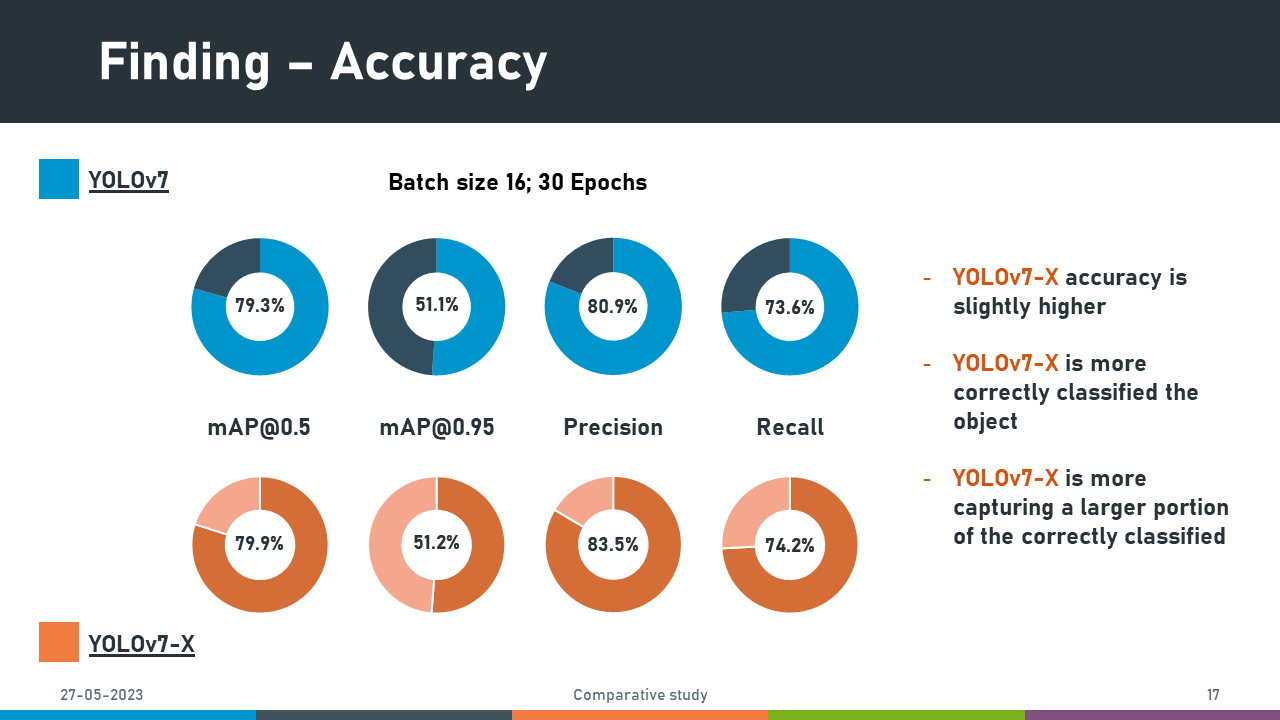 Finding – Accuracy
YOLOv7
Batch size 16; 30 Epochs
79.3%
51.1%
80.9%
73.6%
mAP@0.5
mAP@0.95
Precision
Recall
79.9%
51.2%
83.5%
74.2%
YOLOv7-X
- YOLOv7-X accuracy is
slightly higher
- YOLOv7-X is more
correctly classified the
object
- YOLOv7-X is more
capturing a larger portion
of the correctly classified
27-05-2023
Comparative study
17